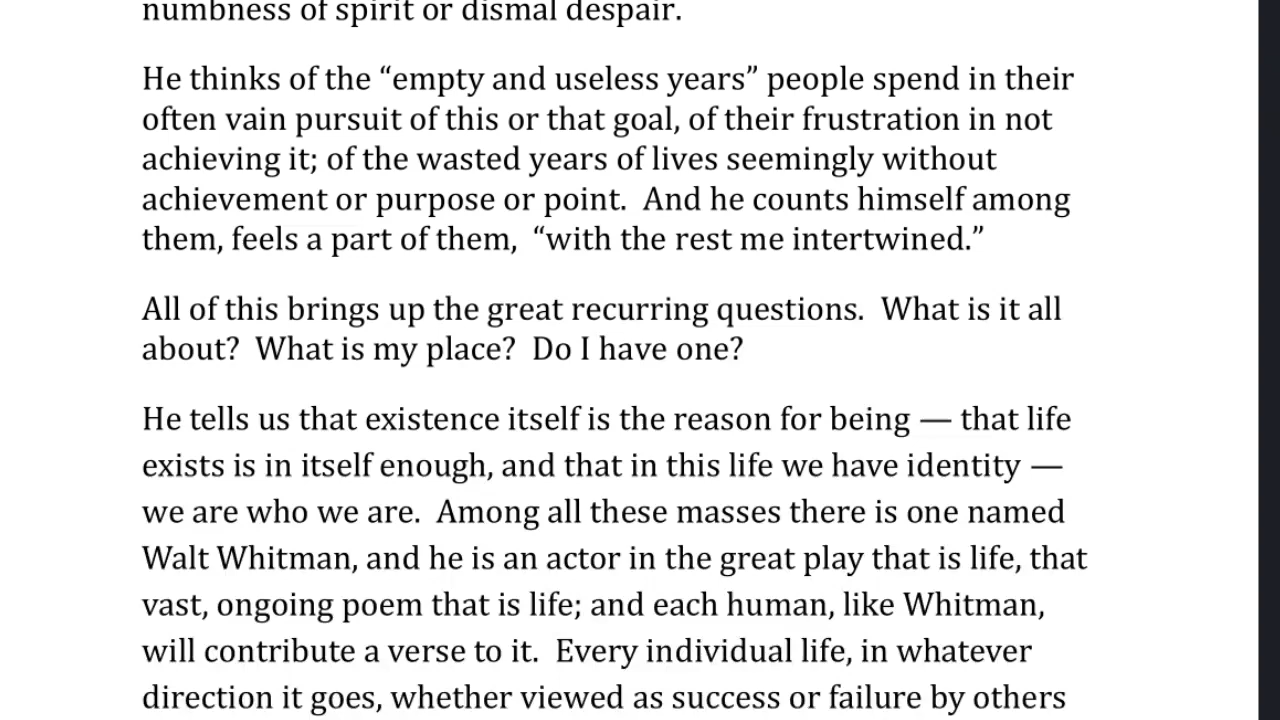 numbness of spirit or dismal despair.
He thinks of the “empty and useless years” people spend in their
often vain pursuit of this or that goal, of their frustration in not
achieving it; of the wasted years of lives seemingly without
achievement or purpose or point.  And he counts himself among
them, feels a part of them,  “with the rest me intertwined.”
All of this brings up the great recurring questions.  What is it all
about?  What is my place?  Do I have one?
He tells us that existence itself is the reason for being — that life
exists is in itself enough, and that in this life we have identity —
we are who we are.  Among all these masses there is one named
Walt Whitman, and he is an actor in the great play that is life, that
vast, ongoing poem that is life; and each human, like Whitman,
will contribute a verse to it.  Every individual life, in whatever
direction it goes, whether viewed as success or failure by others